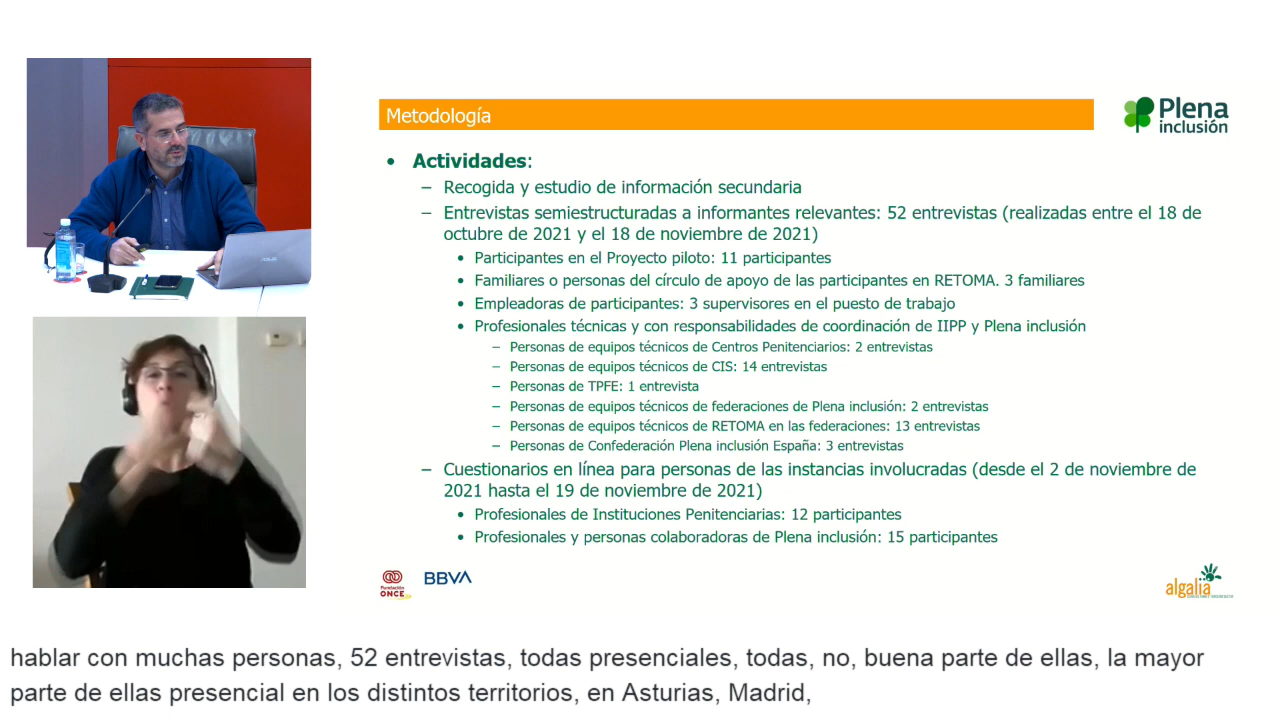 Metodología
Plena
inclusión
• Actividades:
– Recogida y estudio de información secundaria
– Entrevistas semiestructuradas a informantes relevantes: 52 entrevistas (realizadas entre el 18 de
octubre de 2021 y el 18 de noviembre de 2021)
• Participantes en el Proyecto piloto: 11 participantes
• Familiares o personas del círculo de apoyo de las participantes en RETOMA. 3 familiares
• Empleadoras de participantes: 3 supervisores en el puesto de trabajo
• Profesionales técnicas y con responsabilidades de coordinación de IIPP y Plena inclusión
– Personas de equipos técnicos de Centros Penitenciarios: 2 entrevistas
– Personas de equipos técnicos de CIS: 14 entrevistas
– Personas de TPFE: 1 entrevista
– Personas de equipos técnicos de federaciones de Plena inclusión: 2 entrevistas
– Personas de equipos técnicos de RETOMA en las federaciones: 13 entrevistas
– Personas de Confederación Plena inclusión España: 3 entrevistas
– Cuestionarios en línea para personas de las instancias involucradas (desde el 2 de noviembre de
2021 hasta el 19 de noviembre de 2021)
• Profesionales de Instituciones Penitenciarias: 12 participantes
• Profesionales y personas colaboradoras de Plena inclusión: 15 participantes
Fundación
ONCE
BBVA
algalia
hablar con muchas personas, 52 entrevistas, todas presenciales, todas, no, buena parte de ellas, la mayor
parte de ellas presencial en los distintos territorios, en Asturias, Madrid,